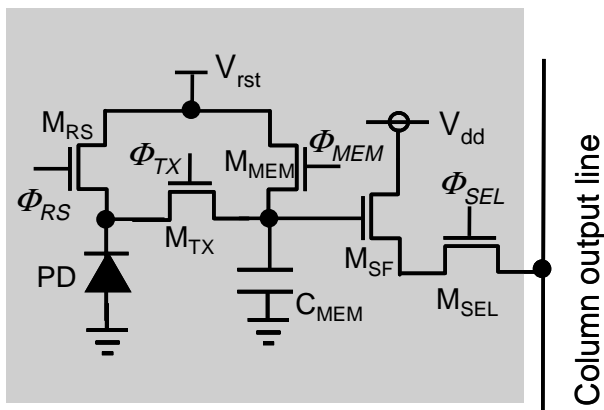 V_rst
M_RS
Φ_TX
M_MEM
Φ_MEM
V_dd
Φ_RS
Φ_SEL
M_TX
M_SF
PD
C_MEM
M_SEL
Column output line